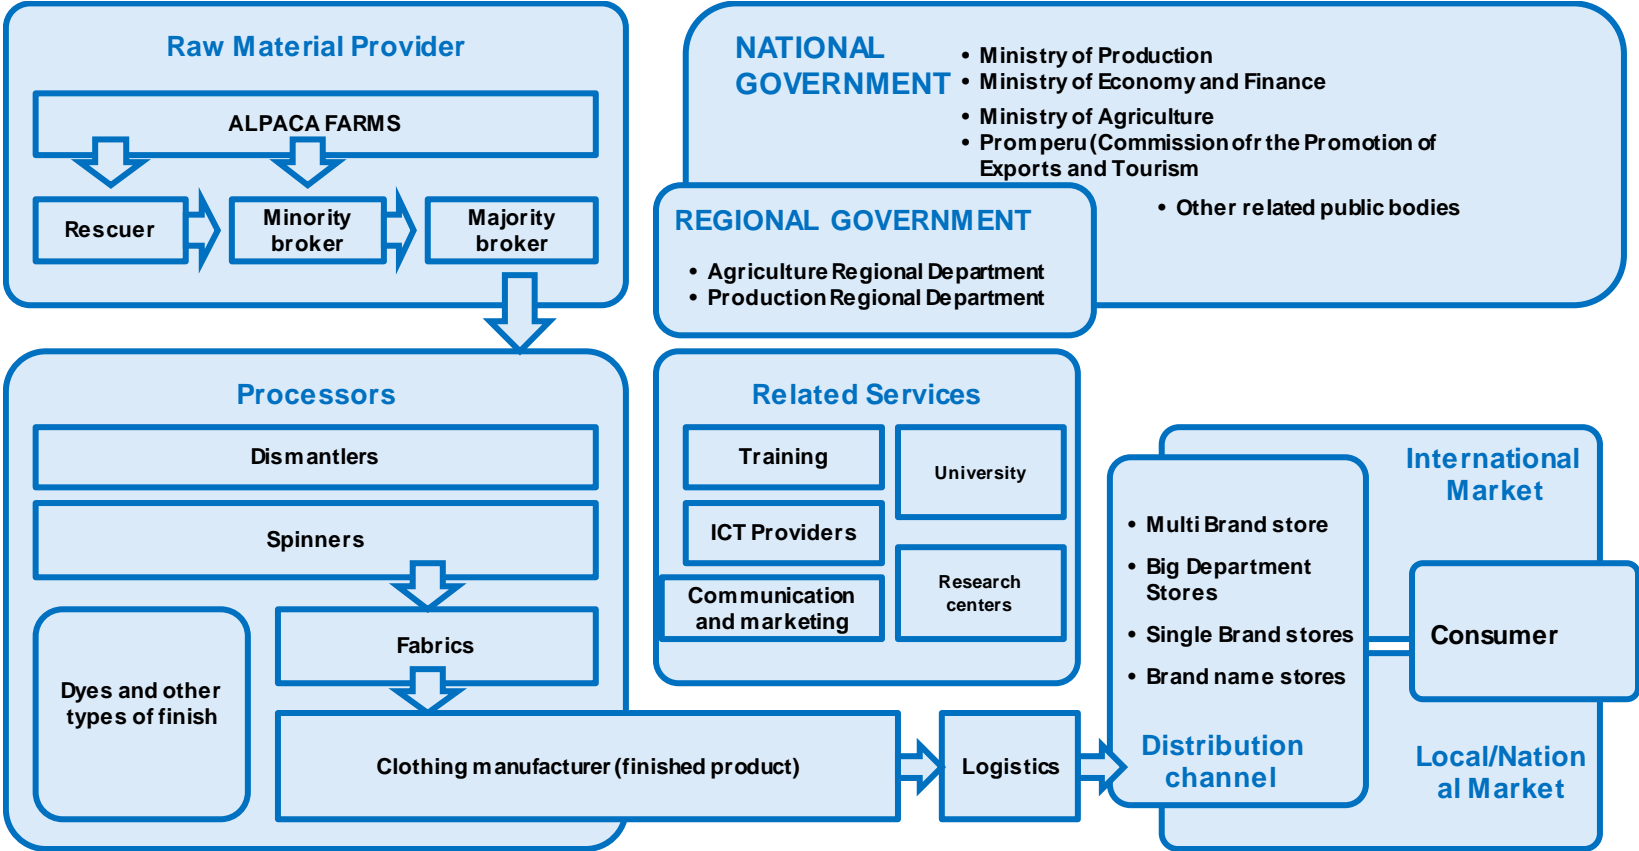 Raw Material Provider
ALPACA FARMS
Rescuer
Minority
broker
Majority
broker
NATIONAL
GOVERNMENT
• Ministry of Production
• Ministry of Economy and Finance
• Ministry of Agriculture
• Promperu (Commission ofr the Promotion of
Exports and Tourism
• Other related public bodies
REGIONAL GOVERNMENT
• Agriculture Regional Department
• Production Regional Department
Processors
Dismantlers
Spinners
Fabrics
Dyes and other
types of finish
Clothing manufacturer (finished product)
Related Services
Training
ICT Providers
Communication
and marketing
University
Research
centers
Logistics
• Multi Brand store
• Big Department
Stores
• Single Brand stores
• Brand name stores
Distribution
channel
International
Market
Consumer
Local/Nation
al Market